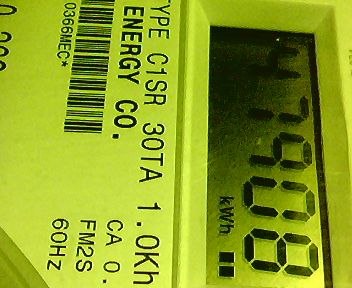 47908
kWh
TYPE C1SR 30TA 1.0Kh
ENERGY CO.
CA 0.
FM2S
0366MEC*
60HZ